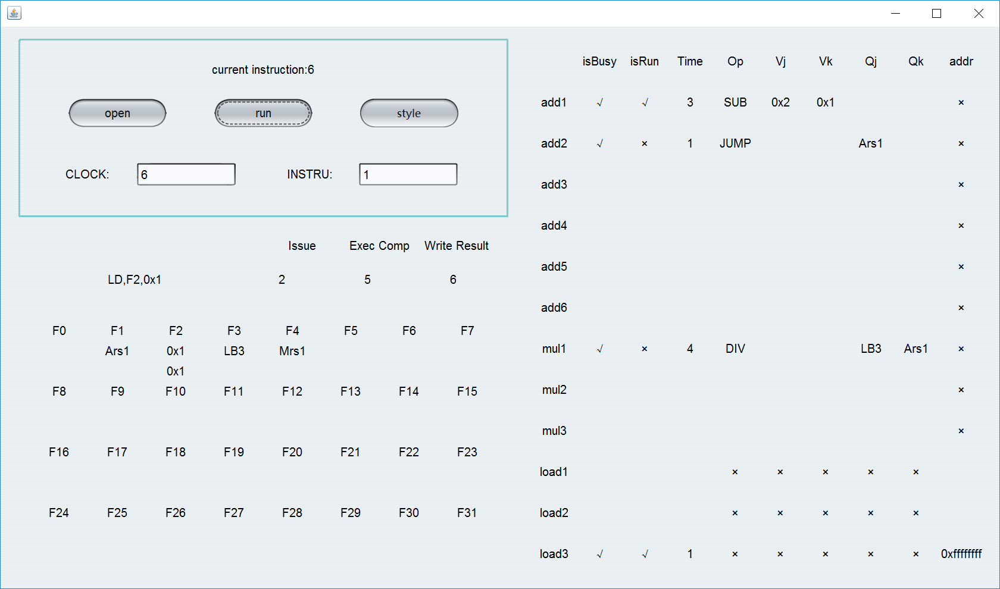 current instruction:6
open run style
CLOCK: 6 INSTRU: 1
Issue Exec Comp Write Result
LD,F2,0x1 2 5 6
F0 F1 F2 F3 F4 F5 F6 F7
Ars1 0x1 LB3 Mrs1
0x1
F8 F9 F10 F11 F12 F13 F14 F15
F16 F17 F18 F19 F20 F21 F22 F23
F24 F25 F26 F27 F28 F29 F30 F31
isBusy isRun Time Op Vj Vk Qj Qk addr
add1 √ √ 3 SUB 0x2 0x1 ×
add2 √ × 1 JUMP Ars1 ×
add3 ×
add4 ×
add5 ×
add6 ×
mul1 √ × 4 DIV LB3 Ars1 ×
mul2 ×
mul3 ×
load1 × × × × ×
load2 × × × × ×
load3 √ √ 1 × × × × × 0xffffffff